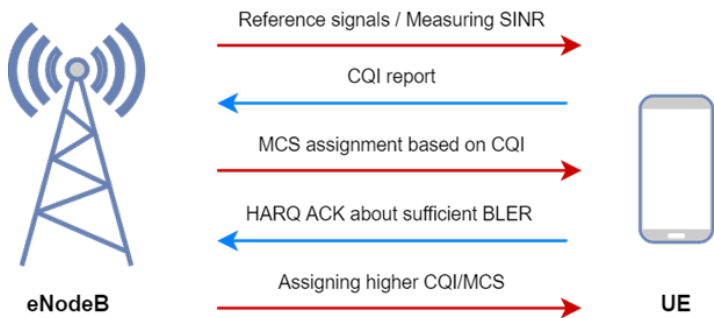 Reference signals / Measuring SINR
CQI report
MCS assignment based on CQI
HARQ ACK about sufficient BLER
Assigning higher CQI/MCS
eNodeB
UE